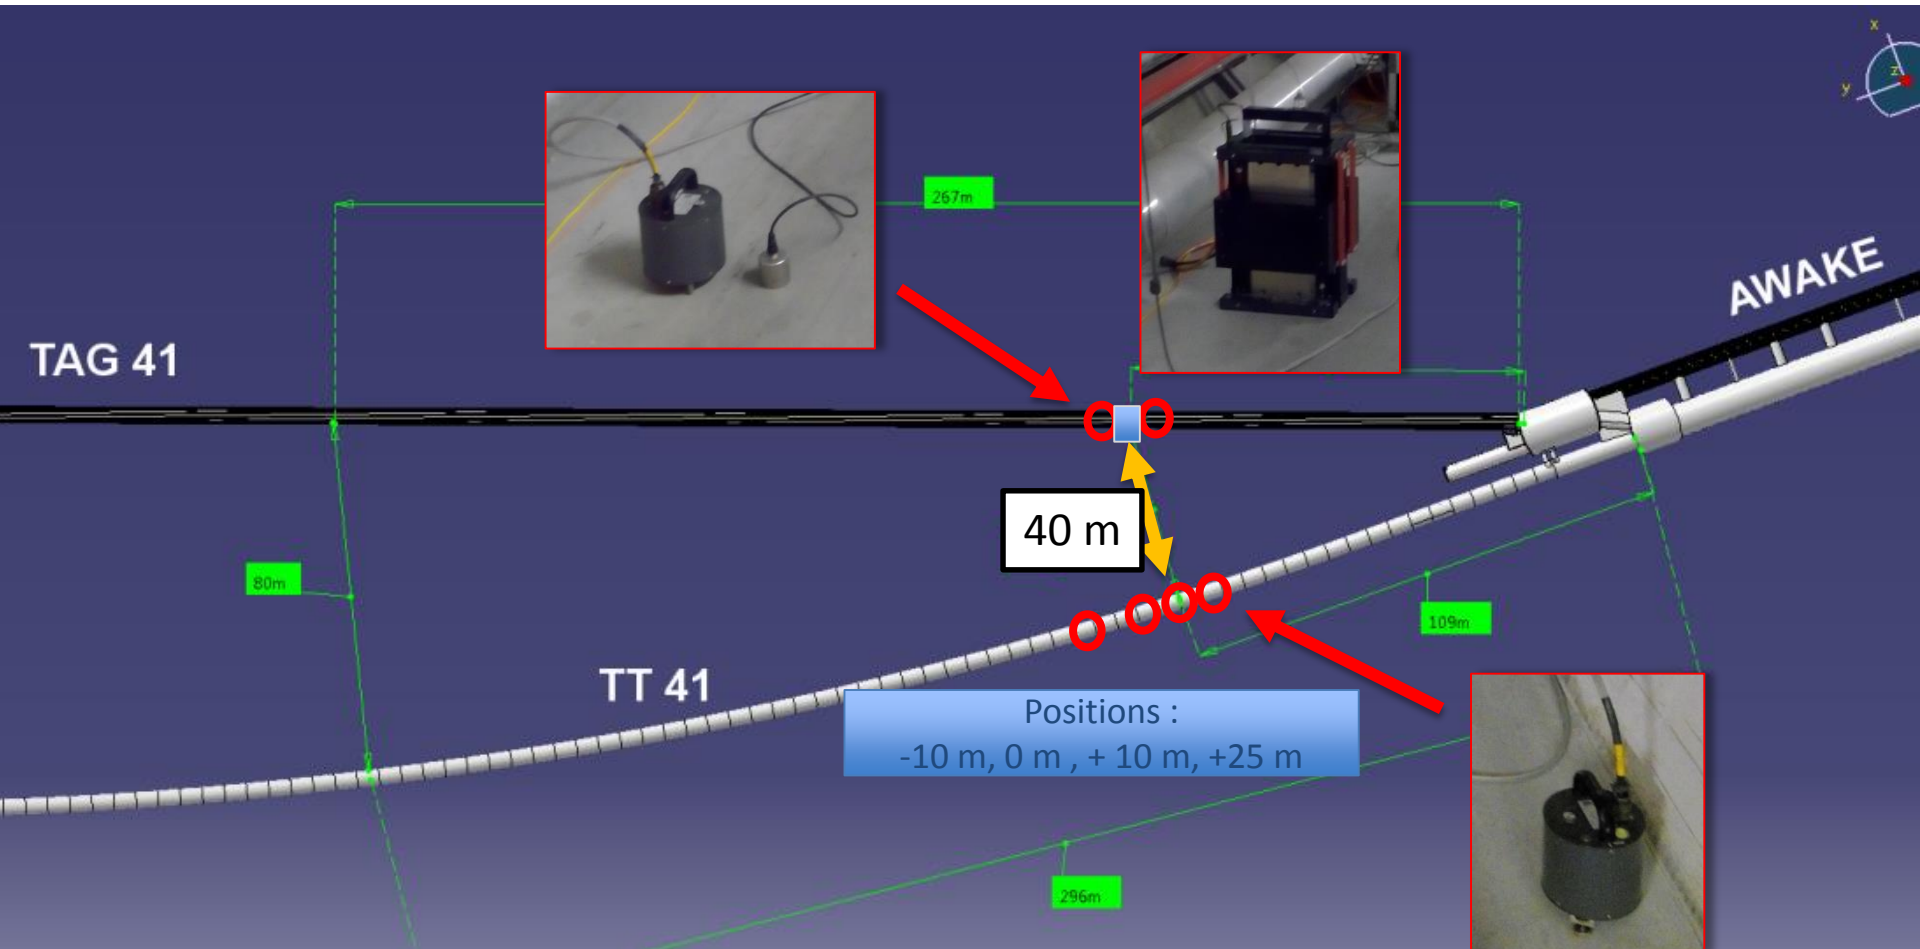 x
y
z
267m
AWAKE
TAG 41
40 m
80m
109m
TT 41
Positions :
-10 m, 0 m , + 10 m, +25 m
296m